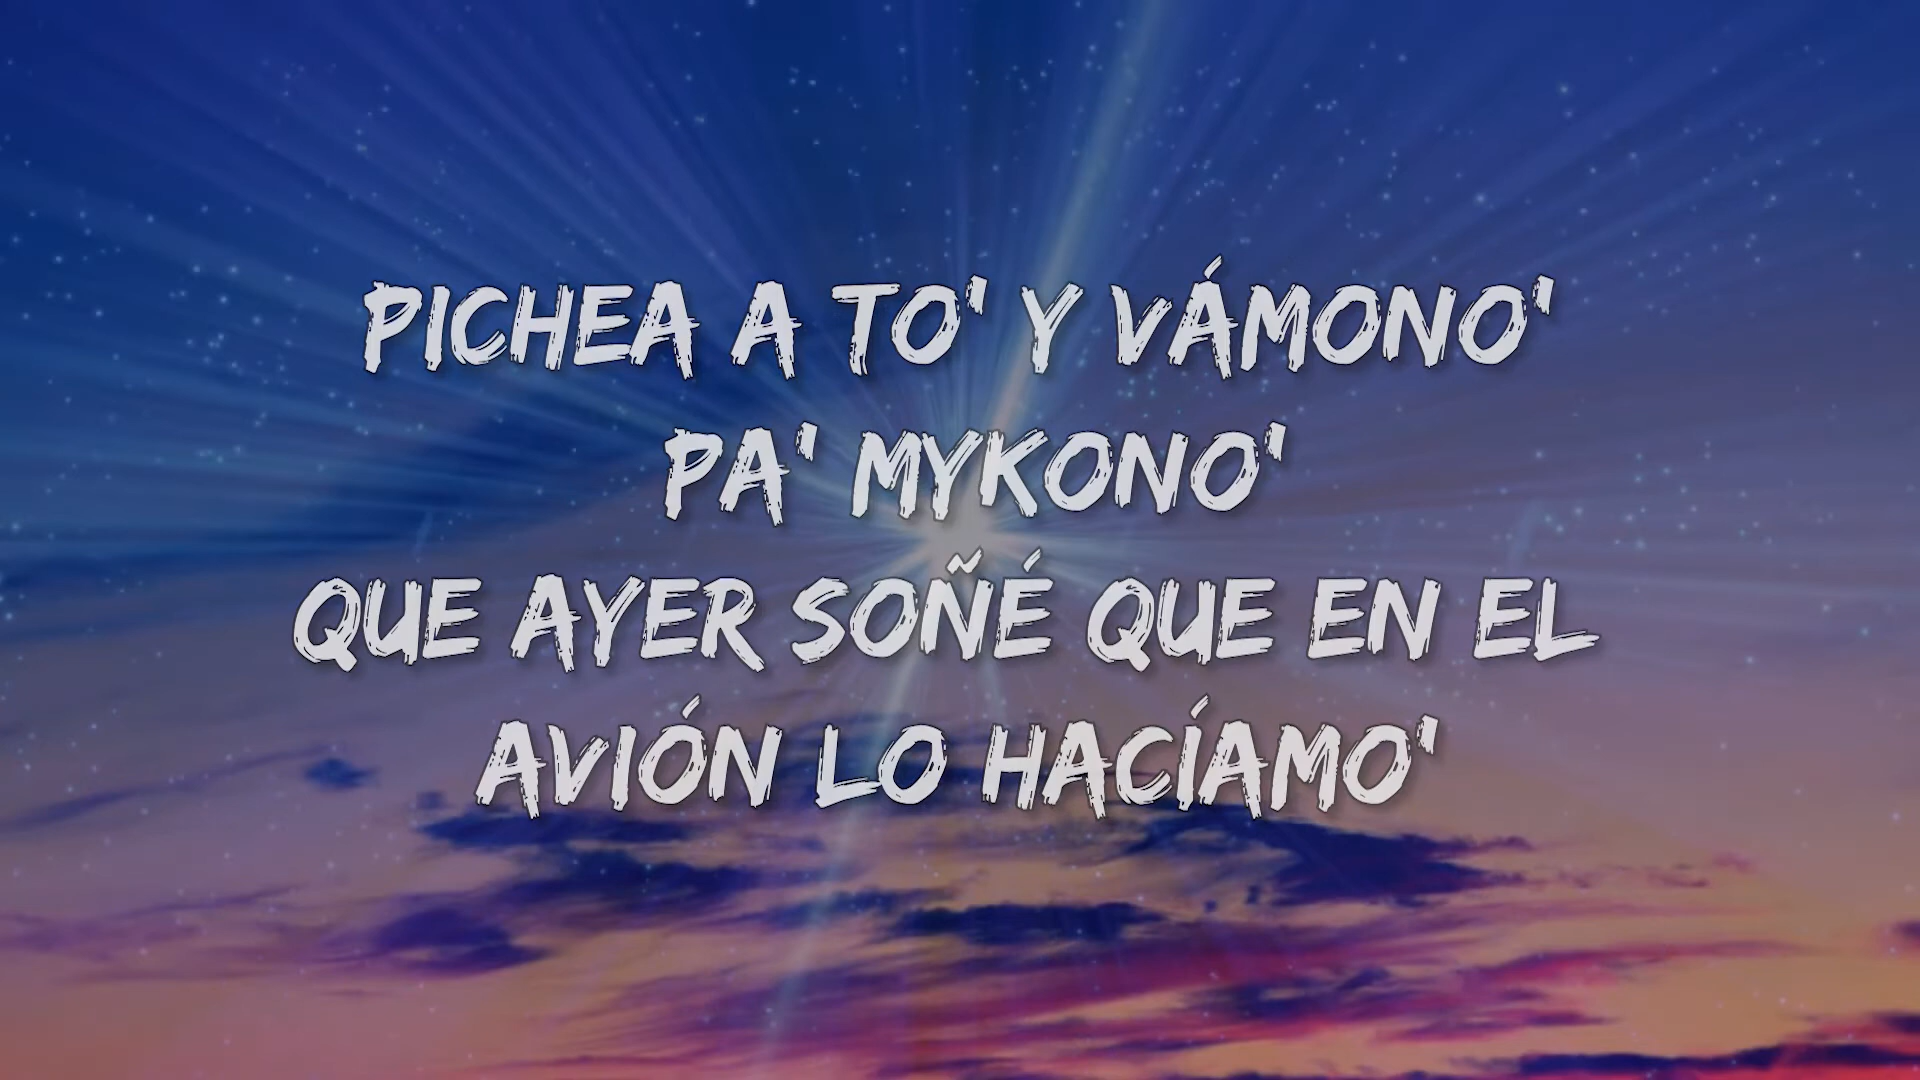 PICHEA A TO' Y VÁMONO'
PA' MYKONO'
QUE AYER SOÑÉ QUE EN EL
AVIÓN LO HACÍAMO'